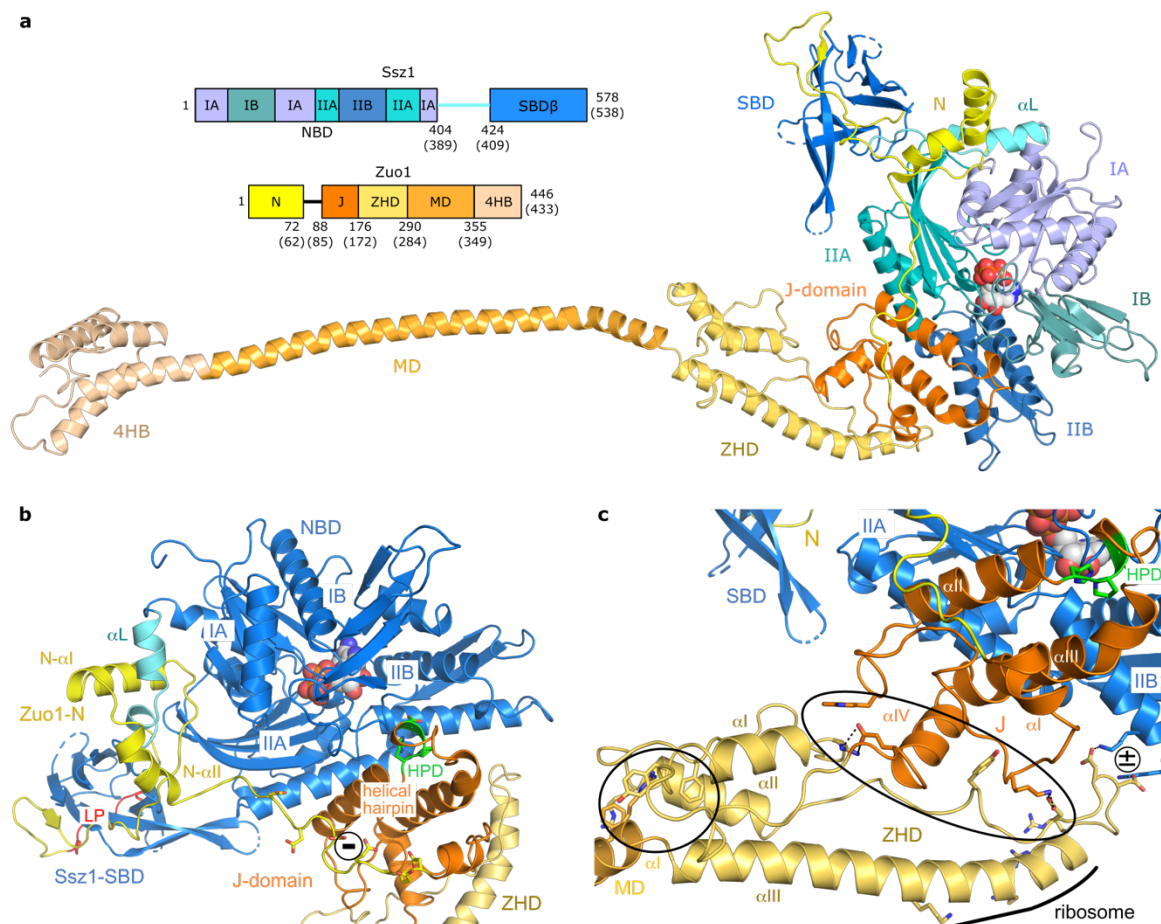 a
Ssz1
1 IA IB IA IIA IIB IIA IA SBDβ 578
(538)
NBD
404 424
(389) (409)
Zuo1
1 N J ZHD MD 4HB 446
(433)
72 88 176 290 355
(62) (85) (172) (284) (349)
SBD
N
αL
IA
IIA
J-domain
IB
MD
4HB
ZHD
IIB
b
NBD
IB
αL
IA
N-αI
Zuo1-N
IIB
IIA
N-αII
HPD
LP
helical
hairpin
-
Ssz1-SBD
J-domain
ZHD
c
N
IIA
SBD
αII
HPD
αIII
IIB
αI
αIV
J
αI
±
αII
ZHD
αI
MD
αIII
ribosome